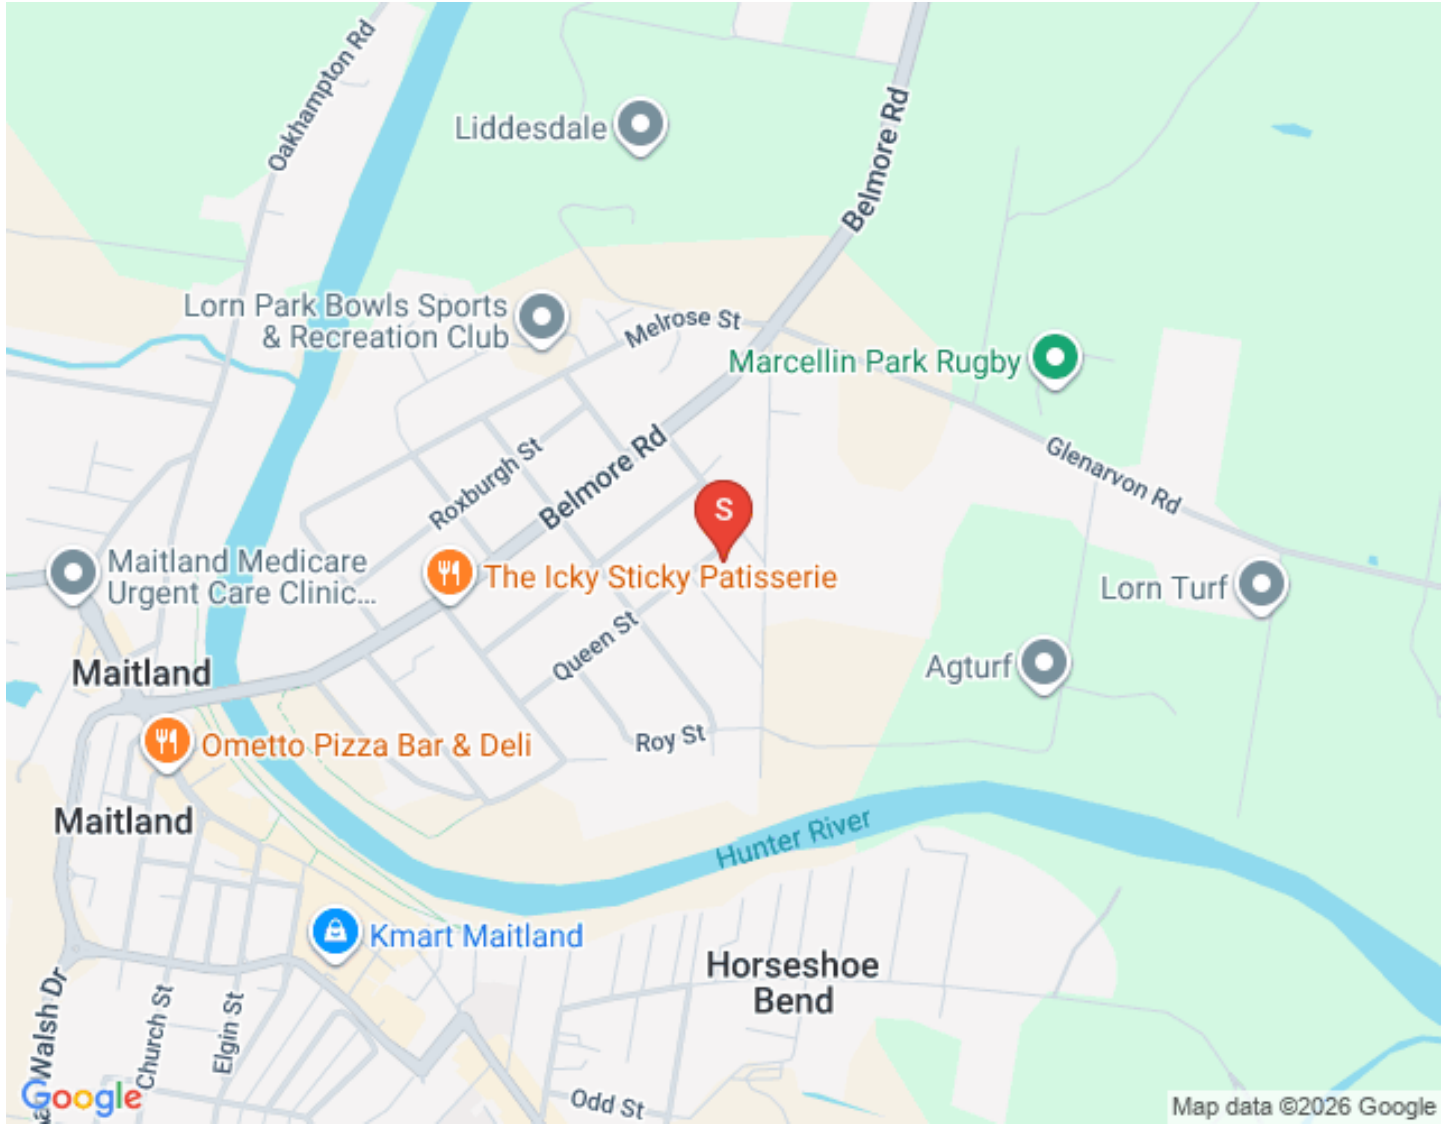 Oakhampton Rd
Liddesdale
Belmore Rd
Lorn Park Bowls Sports
& Recreation Club
Melrose St
Marcellin Park Rugby
Roxburgh St
Belmore Rd
Glenarvon Rd
S
Maitland Medicare
Urgent Care Clinic...
The Icky Sticky Patisserie
Lorn Turf
Queen St
Agturf
Maitland
Ometto Pizza Bar & Deli
Roy St
Maitland
Hunter River
Kmart Maitland
Horseshoe
Bend
Walsh Dr
Church St
Elgin St
Odd St
Google
Map data ©2026 Google